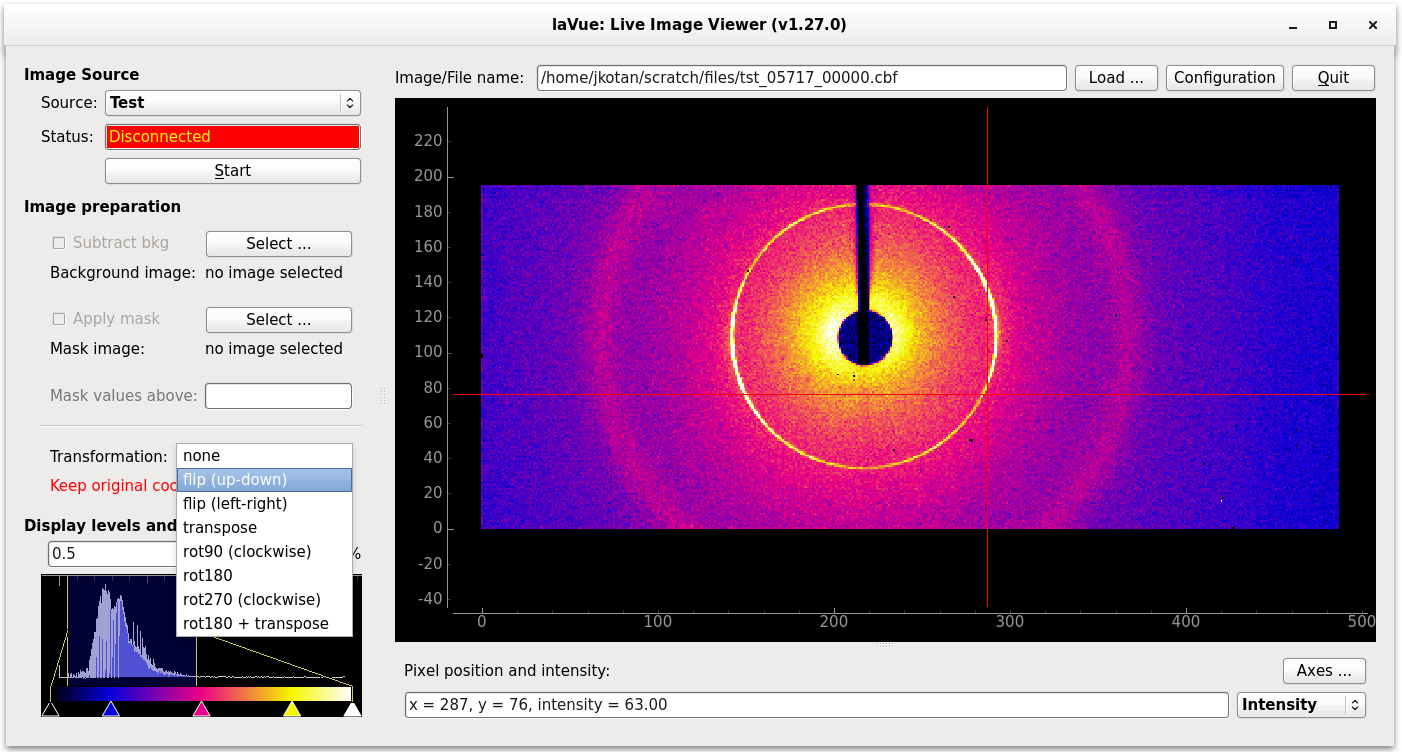 laVue: Live Image Viewer (v1.27.0)
Image Source
Source: Test
Status: Disconnected
Start
Image preparation
Subtract bkg Select ...
Background image: no image selected
Apply mask Select ...
Mask image: no image selected
Mask values above:
Transformation: none
flip (up-down)
Keep original coo
flip (left-right)
transpose
Display levels and
rot90 (clockwise)
0.5 %
rot180
rot270 (clockwise)
rot180 + transpose
Image/File name: /home/jkotan/scratch/files/tst_05717_00000.cbf Load ... Configuration Quit
220
200
180
160
140
120
100
80
60
40
20
0
-20
-40
0 100 200 300 400 500
Pixel position and intensity: Axes ...
x = 287, y = 76, intensity = 63.00 Intensity